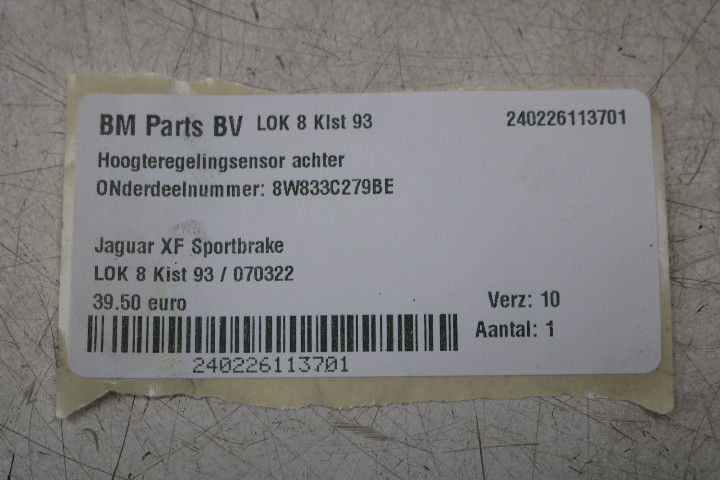 BM Parts BV LOK 8 KIst 93 240226113701
Hoogteregelingsensor achter
ONderdeelnummer: 8W833C279BE
Jaguar XF Sportbrake
LOK 8 Kist 93 / 070322
39.50 euro Verz: 10
Aantal: 1
240226113701